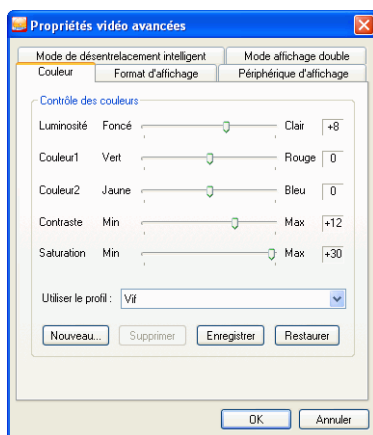 Propriétés vidéo avancées
Mode de désentrelacement intelligent Mode affichage double
Couleur Format d'affichage Périphérique d'affichage
Contrôle des couleurs
Luminosité Foncé Clair +8
Couleur1 Vert Rouge 0
Couleur2 Jaune Bleu 0
Contraste Min Max +12
Saturation Min Max +30
Utiliser le profil : Vif
Nouveau... Supprimer Enregistrer Restaurer
OK Annuler